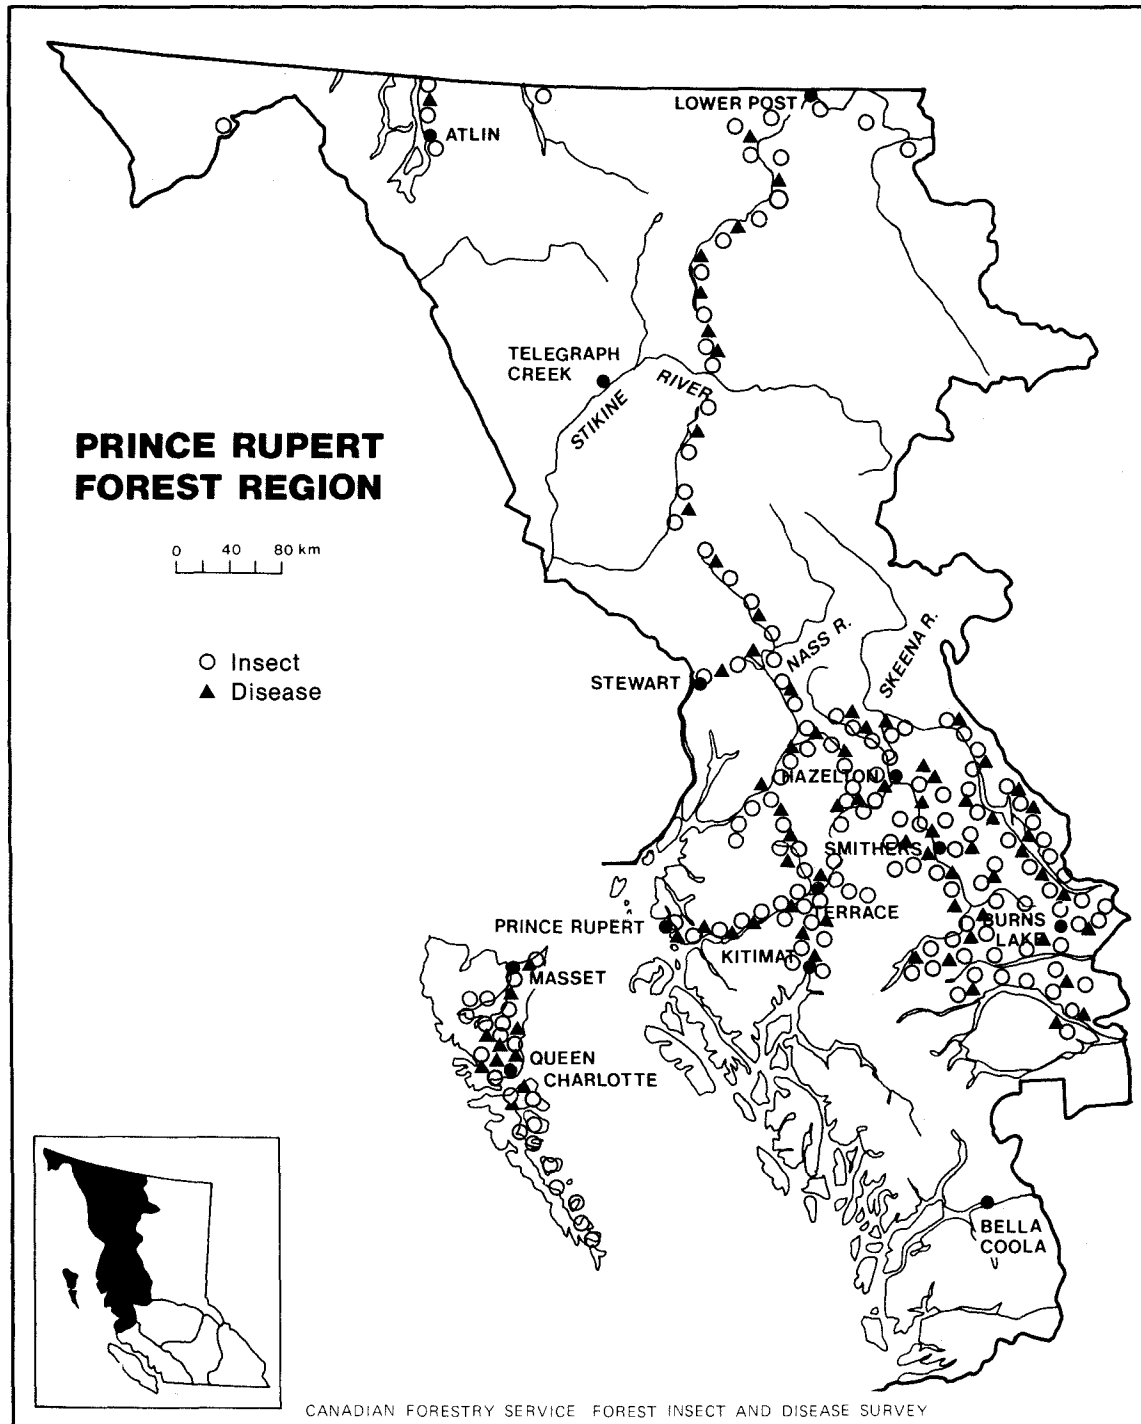 LOWER POST
ATLIN
TELEGRAPH
CREEK
STIKINE
RIVER
PRINCE RUPERT
FOREST REGION
0 40 80 km
Insect
Disease
NASS R.
SKEENA R.
STEWART
HAZELTON
SMITHERS
TERRACE
PRINCE RUPERT
BURNS
LAKE
KITIMAT
MASSET
QUEEN
CHARLOTTE
BELLA
COOLA
CANADIAN FORESTRY SERVICE FOREST INSECT AND DISEASE SURVEY